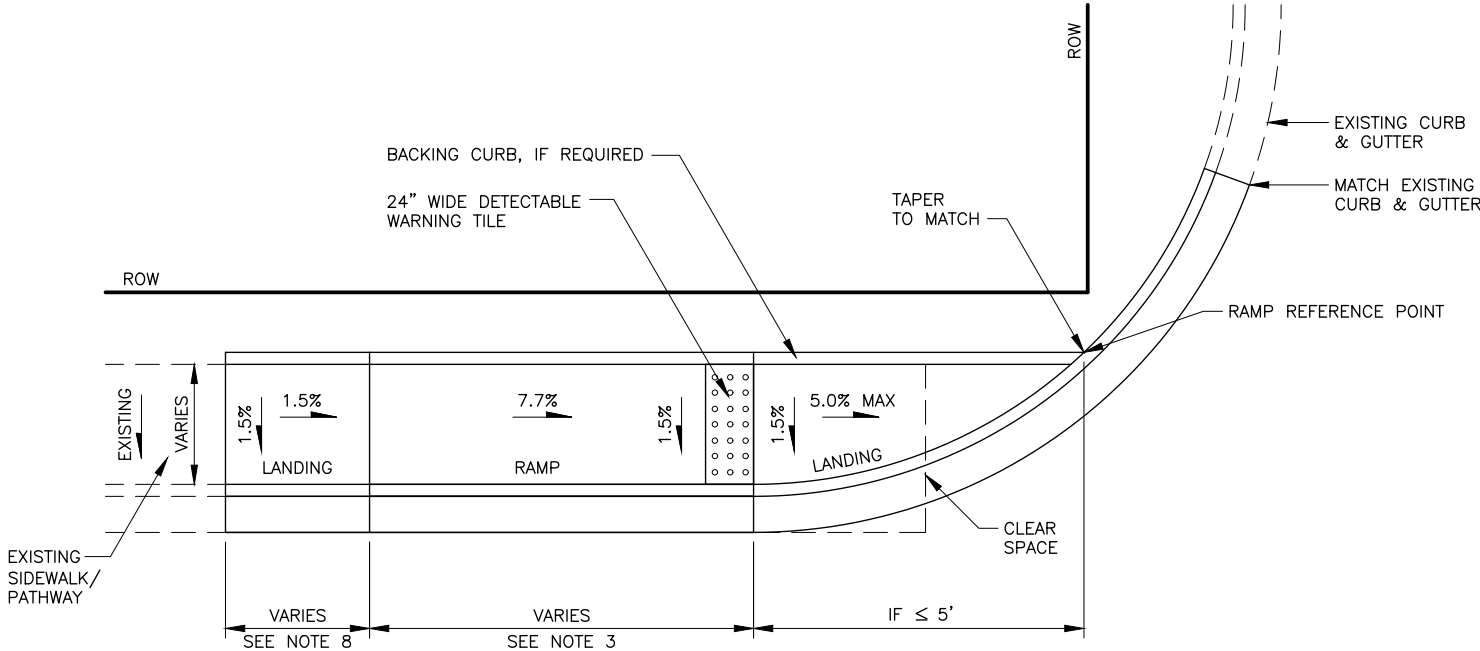 ROW
EXISTING CURB
& GUTTER
BACKING CURB, IF REQUIRED
MATCH EXISTING
CURB & GUTTER
24" WIDE DETECTABLE
WARNING TILE
TAPER
TO MATCH
ROW
RAMP REFERENCE POINT
EXISTING
VARIES
1.5%
1.5%
7.7%
1.5%
1.5%
5.0% MAX
LANDING
RAMP
LANDING
CLEAR
SPACE
EXISTING
SIDEWALK/
PATHWAY
VARIES
SEE NOTE 8
VARIES
SEE NOTE 3
IF ≤ 5'